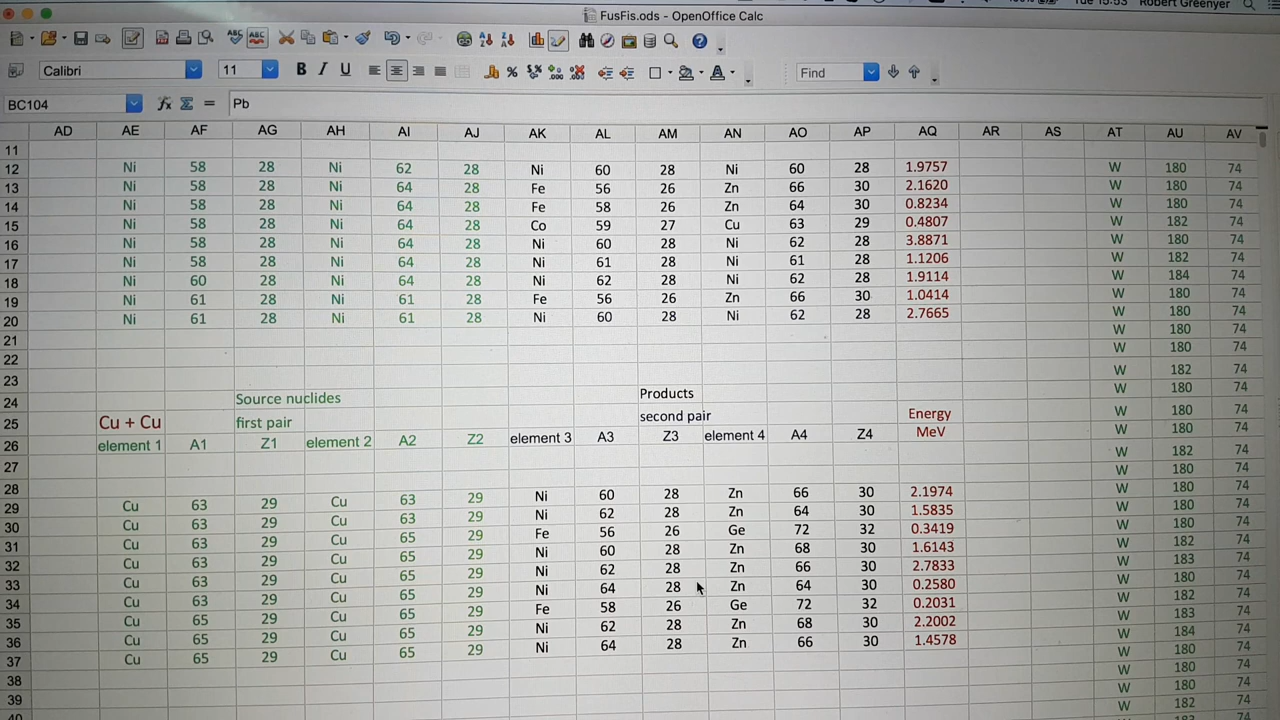 Tue 15:53 Robert Greenyer
FusFis.ods - OpenOffice Calc
Calibri 11 B I U Find
BC104 fx Σ = Pb
AD AE AF AG AH AI AJ AK AL AM AN AO AP AQ AR AS AT AU AV
11
12 Ni 58 28 Ni 62 28 Ni 60 28 Ni 60 28 1.9757 W 180 74
13 Ni 58 28 Ni 64 28 Fe 56 26 Zn 66 30 2.1620 W 180 74
14 Ni 58 28 Ni 64 28 Fe 58 26 Zn 64 30 0.8234 W 180 74
15 Ni 58 28 Ni 64 28 Co 59 27 Cu 63 29 0.4807 W 182 74
16 Ni 58 28 Ni 64 28 Ni 60 28 Ni 62 28 3.8871 W 180 74
17 Ni 58 28 Ni 64 28 Ni 61 28 Ni 61 28 1.1206 W 182 74
18 Ni 60 28 Ni 64 28 Ni 62 28 Ni 62 28 1.9114 W 184 74
19 Ni 61 28 Ni 61 28 Fe 56 26 Zn 66 30 1.0414 W 180 74
20 Ni 61 28 Ni 61 28 Ni 60 28 Ni 62 28 2.7665 W 180 74
21 W 180 74
22 W 180 74
23 W 182 74
24 Source nuclides Products W 180 74
25 Cu + Cu first pair second pair Energy W 180 74
26 element 1 A1 Z1 element 2 A2 Z2 element 3 A3 Z3 element 4 A4 Z4 MeV W 180 74
27 W 182 74
28 W 180 74
29 Cu 63 29 Cu 63 29 Ni 60 28 Zn 66 30 2.1974 W 180 74
30 Cu 63 29 Cu 63 29 Ni 62 28 Zn 64 30 1.5835 W 180 74
31 Cu 63 29 Cu 65 29 Fe 56 26 Ge 72 32 0.3419 W 180 74
32 Cu 63 29 Cu 65 29 Ni 60 28 Zn 68 30 1.6143 W 182 74
33 Cu 63 29 Cu 65 29 Ni 62 28 Zn 66 30 2.7833 W 183 74
34 Cu 63 29 Cu 65 29 Ni 64 28 Zn 64 30 0.2580 W 180 74
35 Cu 65 29 Cu 65 29 Fe 58 26 Ge 72 32 0.2031 W 182 74
36 Cu 65 29 Cu 65 29 Ni 62 28 Zn 68 30 2.2002 W 183 74
37 Cu 65 29 Cu 65 29 Ni 64 28 Zn 66 30 1.4578 W 184 74
38 W 180 74
39 W 180 74
40 W 180 74
W 182 74